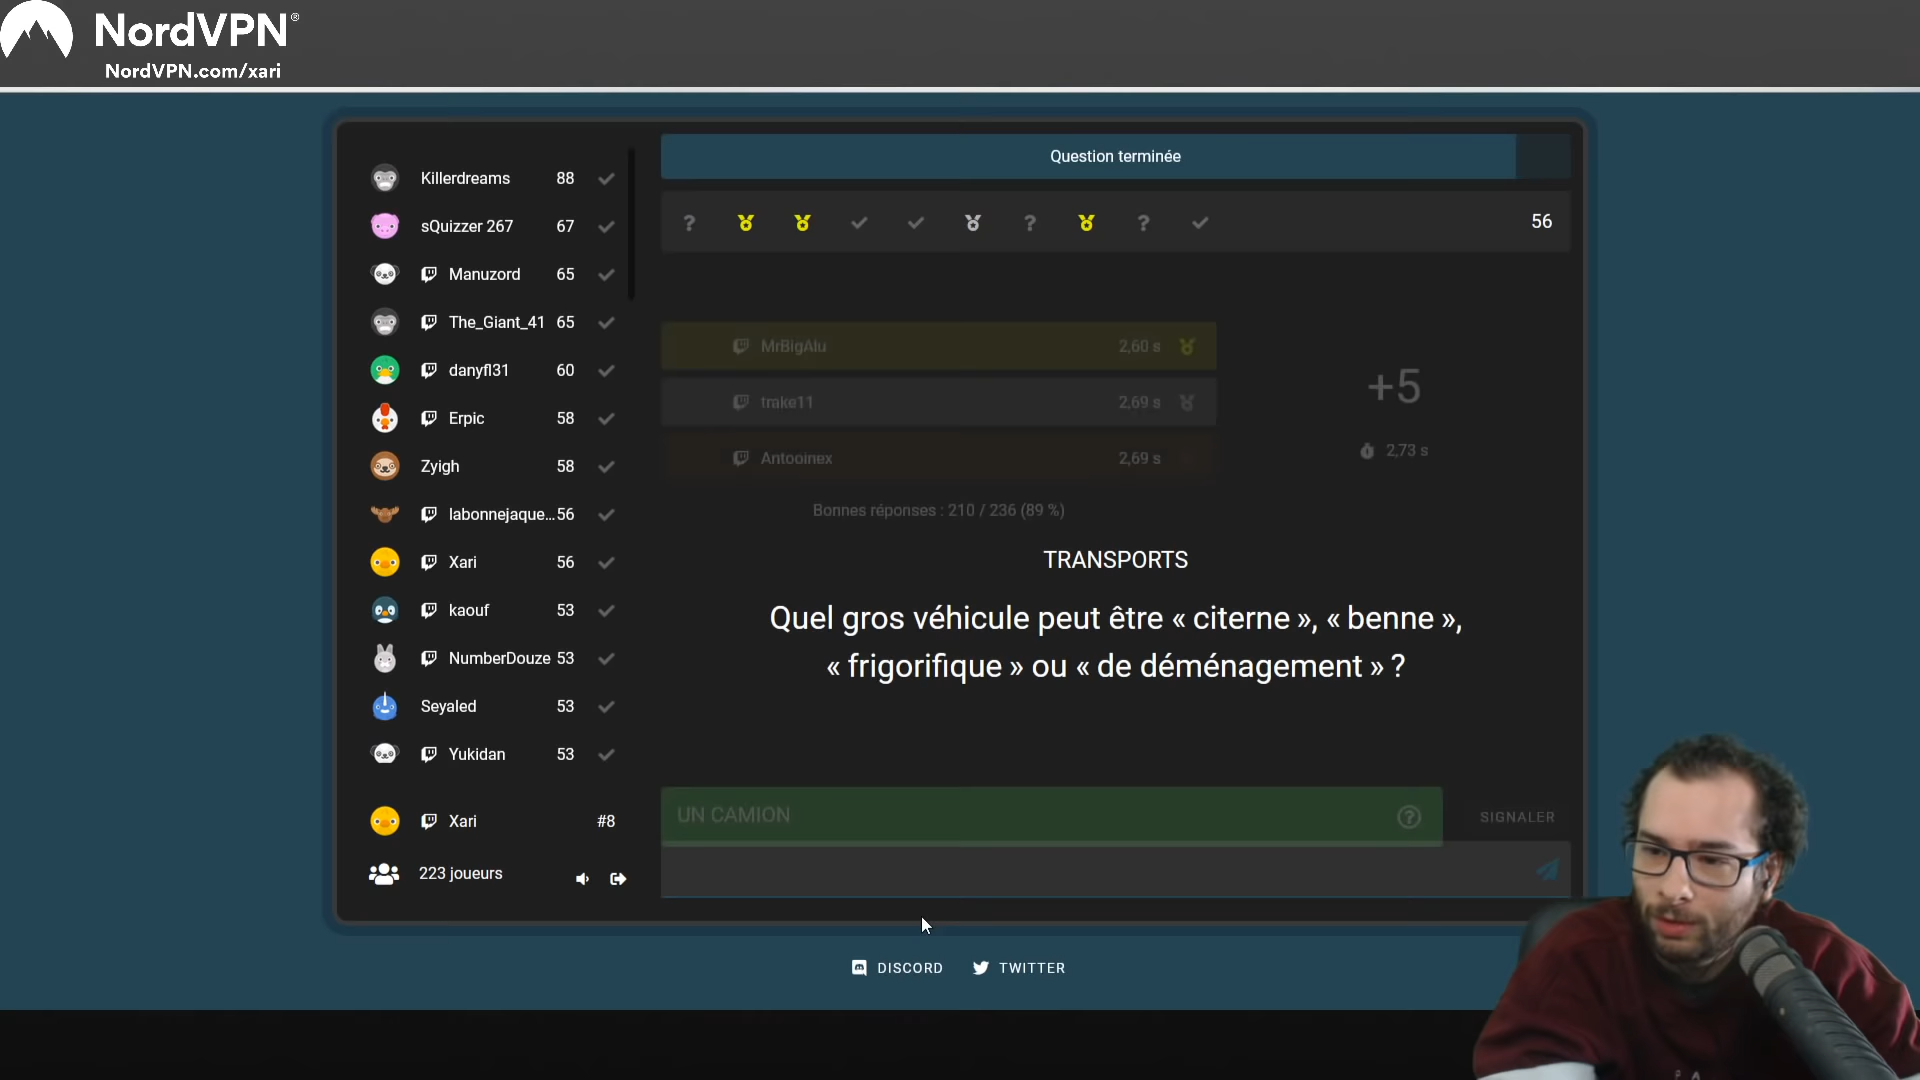 NordVPN®
NordVPN.com/xari
Killerdreams 88
sQuizzer 267 67
Manuzord 65
The_Giant_41 65
danyfl31 60
Erpic 58
Zyigh 58
labonnejaque... 56
Xari 56
kaouf 53
NumberDouze 53
Seyaled 53
Yukidan 53
Xari #8
223 joueurs
Question terminée
? ? ? 56
MrBigAlu 2,60 s
trake11 2,69 s
Antooinex 2,69 s
+5
2,73 s
Bonnes réponses : 210 / 236 (89 %)
TRANSPORTS
Quel gros véhicule peut être « citerne », « benne »,
« frigorifique » ou « de déménagement » ?
UN CAMION ?
SIGNALER
DISCORD TWITTER